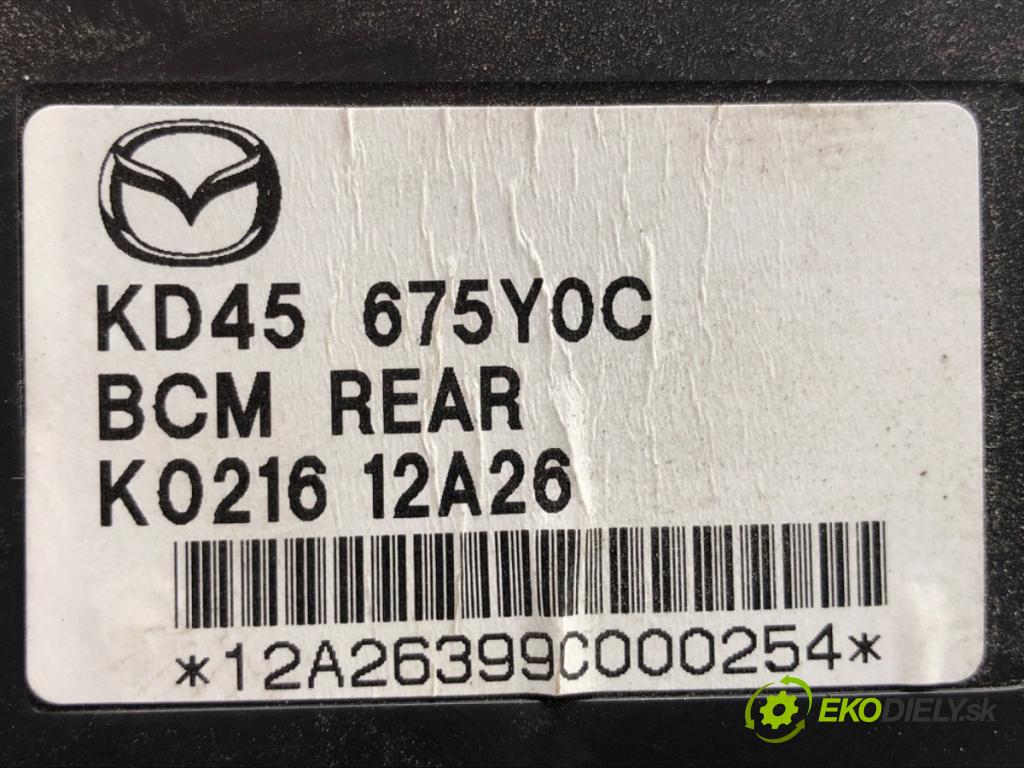 KD45 675Y0C
BCM REAR
K0216 12A26
*12A26399C000254*
EKODIELY.sk